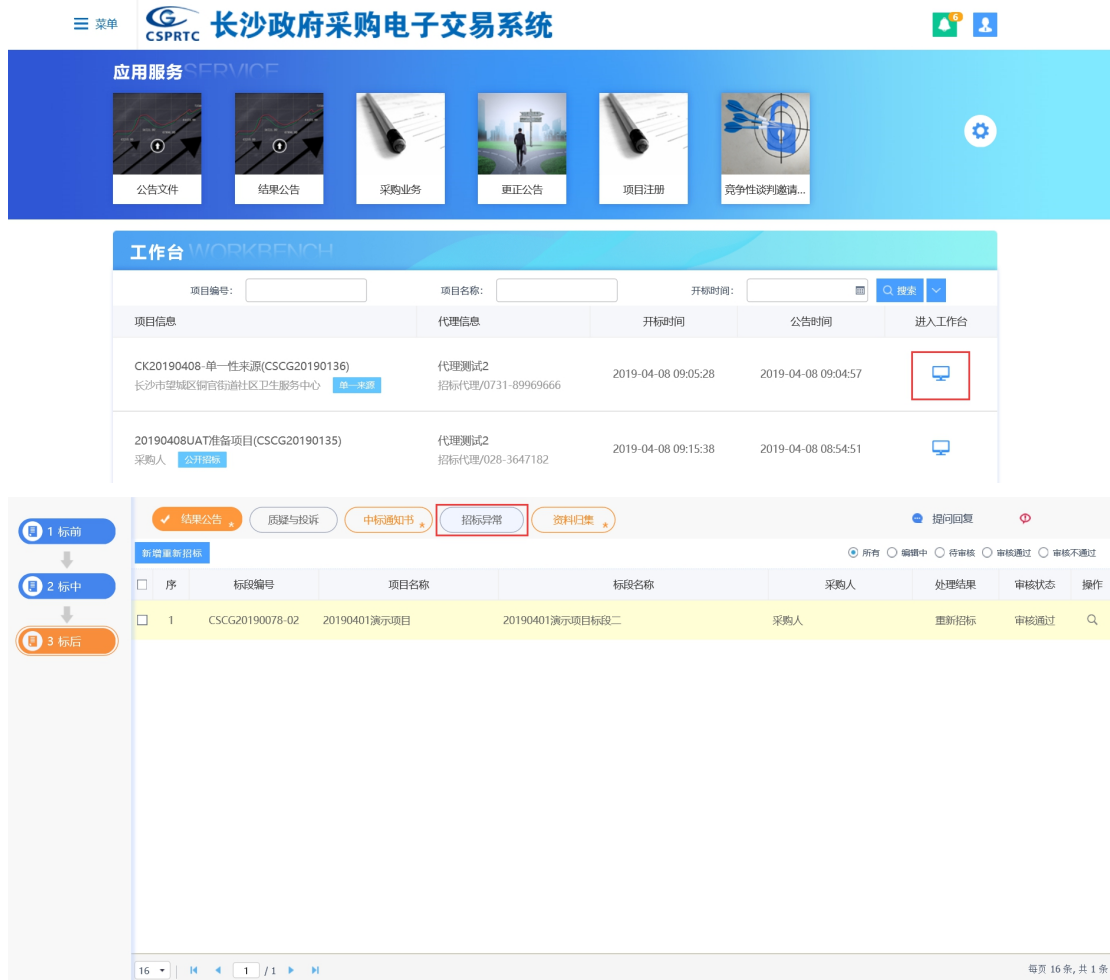 菜单
CSPRTC
长沙政府采购电子交易系统
6
应用服务SERVICE
公告文件
结果公告
采购业务
更正公告
项目注册
竞争性谈判邀请...
工作台 WORKBENCH
项目编号：
项目名称：
开标时间：
搜索
项目信息 代理信息 开标时间 公告时间 进入工作台
CK20190408-单一性来源(CSCG20190136) 代理测试2 2019-04-08 09:05:28 2019-04-08 09:04:57
长沙市望城区铜官街道社区卫生服务中心 单一来源 招标代理/0731-89969666
20190408UAT准备项目(CSCG20190135) 代理测试2 2019-04-08 09:15:38 2019-04-08 08:54:51
采购人 公开招标 招标代理/028-3647182
1 标前
2 标中
3 标后
结果公告 * 质疑与投诉 中标通知书 * 招标异常 资料归集 * 提问回复
新增重新招标 所有 编辑中 待审核 审核通过 审核不通过
序 标段编号 项目名称 标段名称 采购人 处理结果 审核状态 操作
1 CSCG20190078-02 20190401演示项目 20190401演示项目标段二 采购人 重新招标 审核通过
16 1 / 1 每页 16 条, 共 1 条